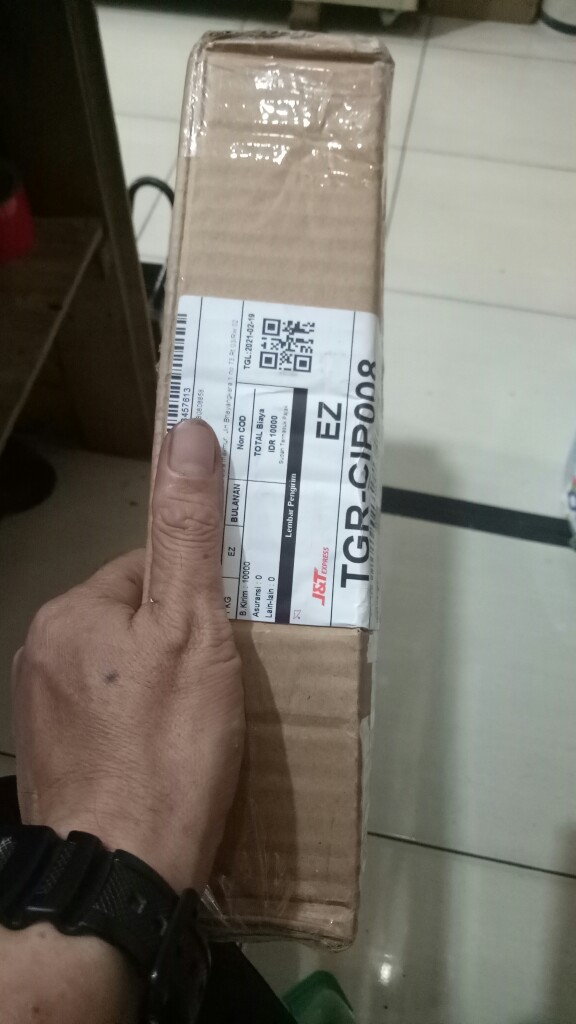 457613
TGL:2021-02-19
Non COD
TOTAL Biaya
IDR 10000
KG
EZ
BULANAN
B.Kirim : 10000
Asuransi : 0
Lain-lain : 0
Lembar Pengirim
J&T EXPRESS
EZ
TGR-CIP008